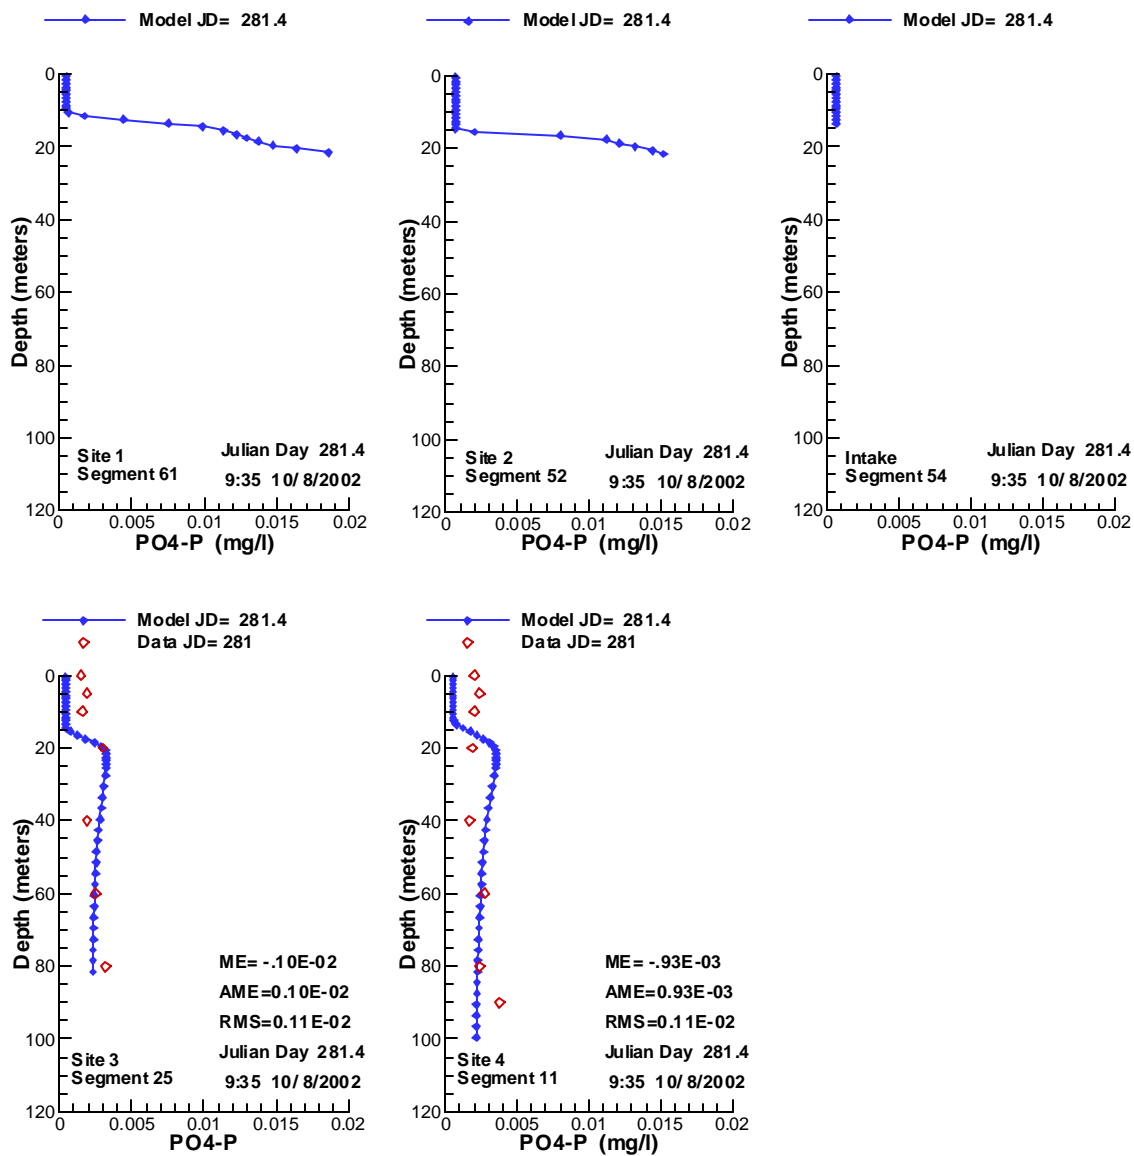 Model JD= 281.4
0
20
40
60
80
100
120
Depth (meters)
Site 1
Segment 61
Julian Day 281.4
9:35 10/ 8/2002
0 0.005 0.01 0.015 0.02
PO4-P (mg/l)
Model JD= 281.4
0
20
40
60
80
100
120
Depth (meters)
Site 2
Segment 52
Julian Day 281.4
9:35 10/ 8/2002
0 0.005 0.01 0.015 0.02
PO4-P (mg/l)
Model JD= 281.4
0
20
40
60
80
100
120
Depth (meters)
Intake
Segment 54
Julian Day 281.4
9:35 10/ 8/2002
0 0.005 0.01 0.015 0.02
PO4-P (mg/l)
Model JD= 281.4
Data JD= 281
0
20
40
60
80
100
120
Depth (meters)
ME= -.10E-02
AME=0.10E-02
RMS=0.11E-02
Site 3
Segment 25
Julian Day 281.4
9:35 10/ 8/2002
0 0.005 0.01 0.015 0.02
PO4-P
Model JD= 281.4
Data JD= 281
0
20
40
60
80
100
120
Depth (meters)
ME= -.93E-03
AME=0.93E-03
RMS=0.11E-02
Site 4
Segment 11
Julian Day 281.4
9:35 10/ 8/2002
0 0.005 0.01 0.015 0.02
PO4-P (mg/l)